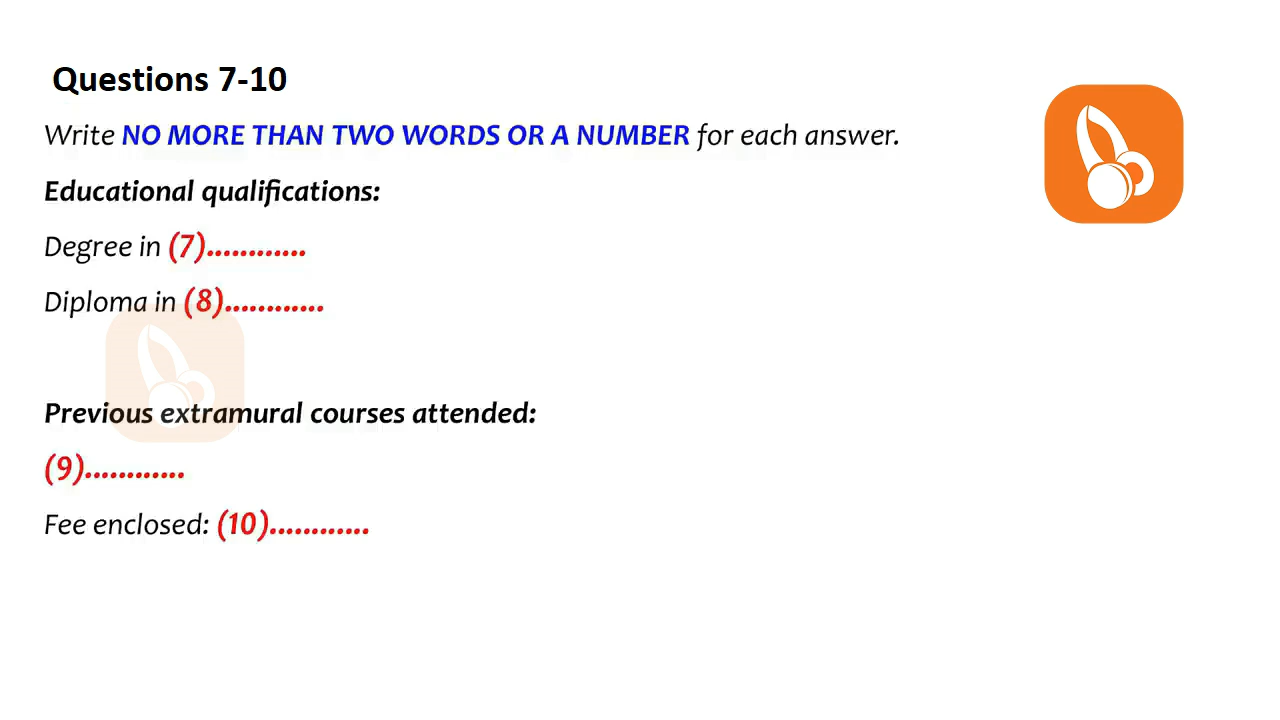 Questions 7-10
Write NO MORE THAN TWO WORDS OR A NUMBER for each answer.
Educational qualifications:
Degree in (7)............
Diploma in (8)............
Previous extramural courses attended:
(9)............
Fee enclosed: (10)............